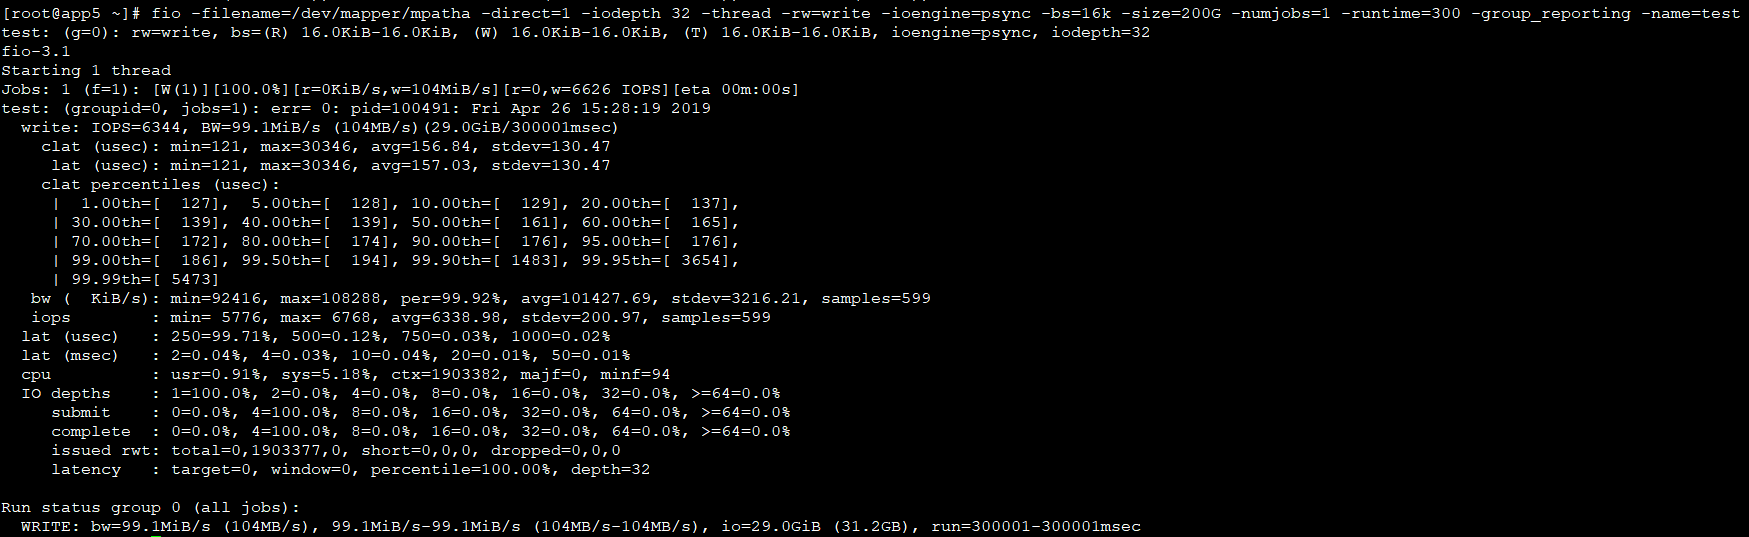 [root@app5 ~]# fio -filename=/dev/mapper/mpatha -direct=1 -iodepth 32 -thread -rw=write -ioengine=psync -bs=16k -size=200G -numjobs=1 -runtime=300 -group_reporting -name=test
test: (g=0): rw=write, bs=(R) 16.0KiB-16.0KiB, (W) 16.0KiB-16.0KiB, (T) 16.0KiB-16.0KiB, ioengine=psync, iodepth=32
fio-3.1
Starting 1 thread
Jobs: 1 (f=1): [W(1)][100.0%][r=0KiB/s,w=104MiB/s][r=0,w=6626 IOPS][eta 00m:00s]
test: (groupid=0, jobs=1): err= 0: pid=100491: Fri Apr 26 15:28:19 2019
  write: IOPS=6344, BW=99.1MiB/s (104MB/s)(29.0GiB/300001msec)
    clat (usec): min=121, max=30346, avg=156.84, stdev=130.47
     lat (usec): min=121, max=30346, avg=157.03, stdev=130.47
    clat percentiles (usec):
     |  1.00th=[  127],  5.00th=[  128], 10.00th=[  129], 20.00th=[  137],
     | 30.00th=[  139], 40.00th=[  139], 50.00th=[  161], 60.00th=[  165],
     | 70.00th=[  172], 80.00th=[  174], 90.00th=[  176], 95.00th=[  176],
     | 99.00th=[  186], 99.50th=[  194], 99.90th=[ 1483], 99.95th=[ 3654],
     | 99.99th=[ 5473]
   bw (  KiB/s): min=92416, max=108288, per=99.92%, avg=101427.69, stdev=3216.21, samples=599
   iops        : min= 5776, max= 6768, avg=6338.98, stdev=200.97, samples=599
  lat (usec)   : 250=99.71%, 500=0.12%, 750=0.03%, 1000=0.02%
  lat (msec)   : 2=0.04%, 4=0.03%, 10=0.04%, 20=0.01%, 50=0.01%
  cpu          : usr=0.91%, sys=5.18%, ctx=1903382, majf=0, minf=94
  IO depths    : 1=100.0%, 2=0.0%, 4=0.0%, 8=0.0%, 16=0.0%, 32=0.0%, >=64=0.0%
     submit    : 0=0.0%, 4=100.0%, 8=0.0%, 16=0.0%, 32=0.0%, 64=0.0%, >=64=0.0%
     complete  : 0=0.0%, 4=100.0%, 8=0.0%, 16=0.0%, 32=0.0%, 64=0.0%, >=64=0.0%
     issued rwt: total=0,1903377,0, short=0,0,0, dropped=0,0,0
     latency   : target=0, window=0, percentile=100.00%, depth=32
Run status group 0 (all jobs):
  WRITE: bw=99.1MiB/s (104MB/s), 99.1MiB/s-99.1MiB/s (104MB/s-104MB/s), io=29.0GiB (31.2GB), run=300001-300001msec